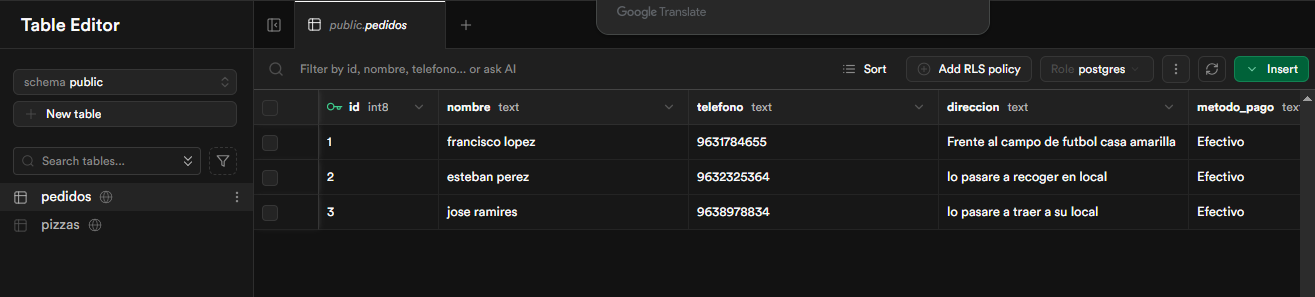 Table Editor
public.pedidos
Google Translate
schema public
New table
Search tables...
pedidos
pizzas
Filter by id, nombre, telefono... or ask AI
Sort
Add RLS policy
Role postgres
Insert
id int8 nombre text telefono text direccion text metodo_pago
1 francisco lopez 9631784655 Frente al campo de futbol casa amarilla Efectivo
2 esteban perez 9632325364 lo pasare a recoger en local Efectivo
3 jose ramires 9638978834 lo pasare a traer a su local Efectivo